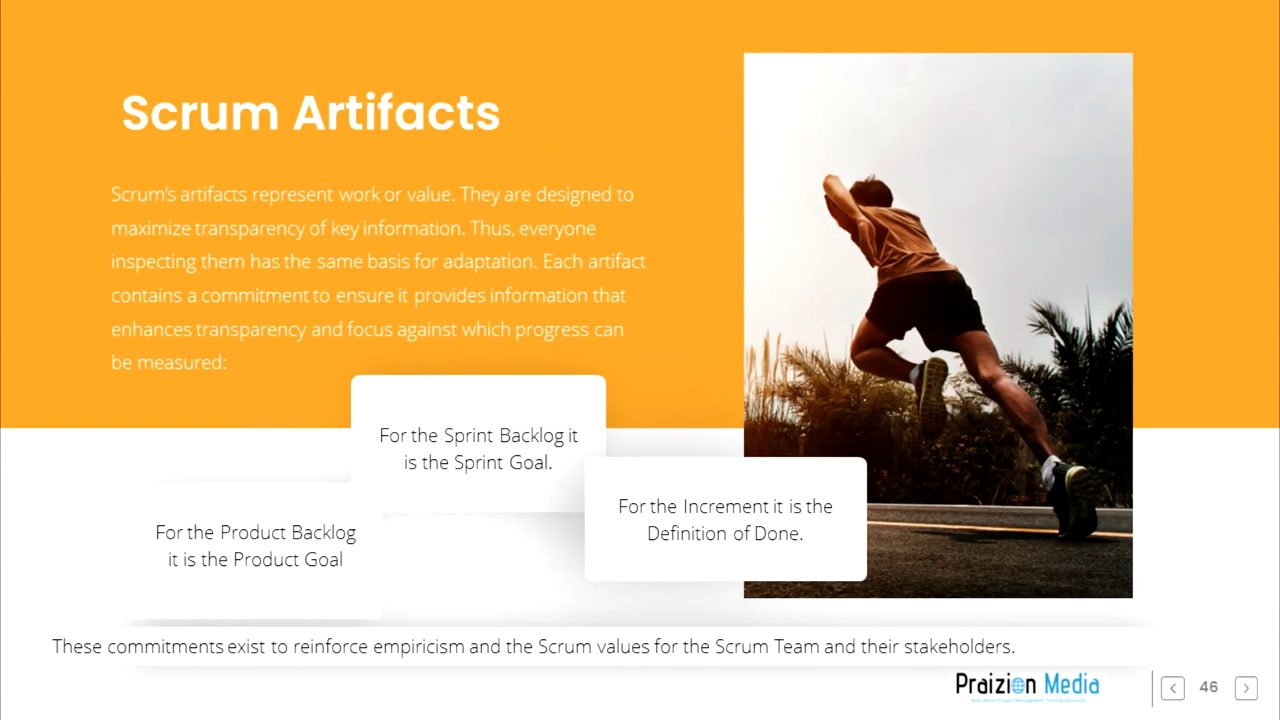 Scrum Artifacts
Scrum's artifacts represent work or value. They are designed to
maximize transparency of key information. Thus, everyone
inspecting them has the same basis for adaptation. Each artifact
contains a commitment to ensure it provides information that
enhances transparency and focus against which progress can
be measured:
For the Sprint Backlog it
is the Sprint Goal.
For the Increment it is the
Definition of Done.
For the Product Backlog
it is the Product Goal
These commitments exist to reinforce empiricism and the Scrum values for the Scrum Team and their stakeholders.
Praizion Media
46